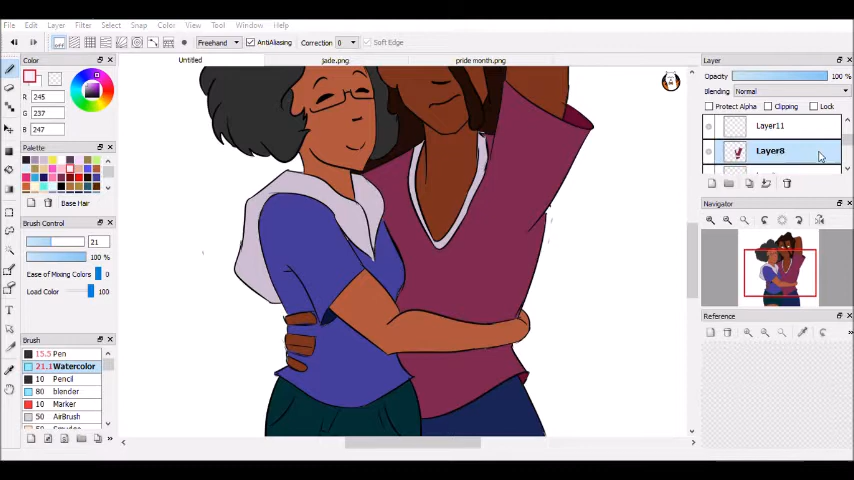 File Edit Layer Filter Select Snap Color View Tool Window Help
OFF Freehand AntiAliasing Correction 0 Soft Edge
Untitled jade.png pride month.png
Color
R 245
G 237
B 247
Palette
Base Hair
Brush Control
21
100 %
Ease of Mixing Colors 0
Load Color 100
Brush
15.5 Pen
21.1 Watercolor
10 Pencil
80 blender
10 Marker
50 AirBrush
Layer
Opacity 100 %
Blending Normal
Protect Alpha Clipping Lock
Layer11
Layer8
Navigator
Reference